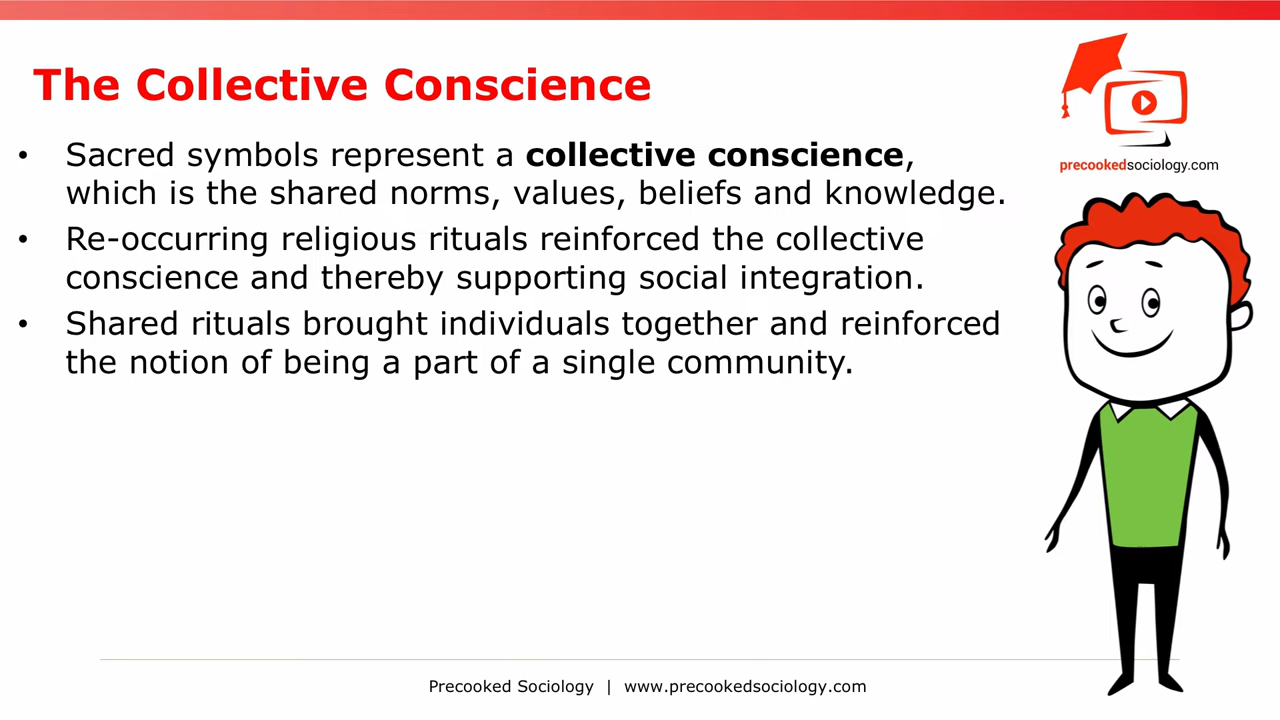 The Collective Conscience
precookedsociology.com
• Sacred symbols represent a collective conscience,
which is the shared norms, values, beliefs and knowledge.
• Re-occurring religious rituals reinforced the collective
conscience and thereby supporting social integration.
• Shared rituals brought individuals together and reinforced
the notion of being a part of a single community.
Precooked Sociology | www.precookedsociology.com